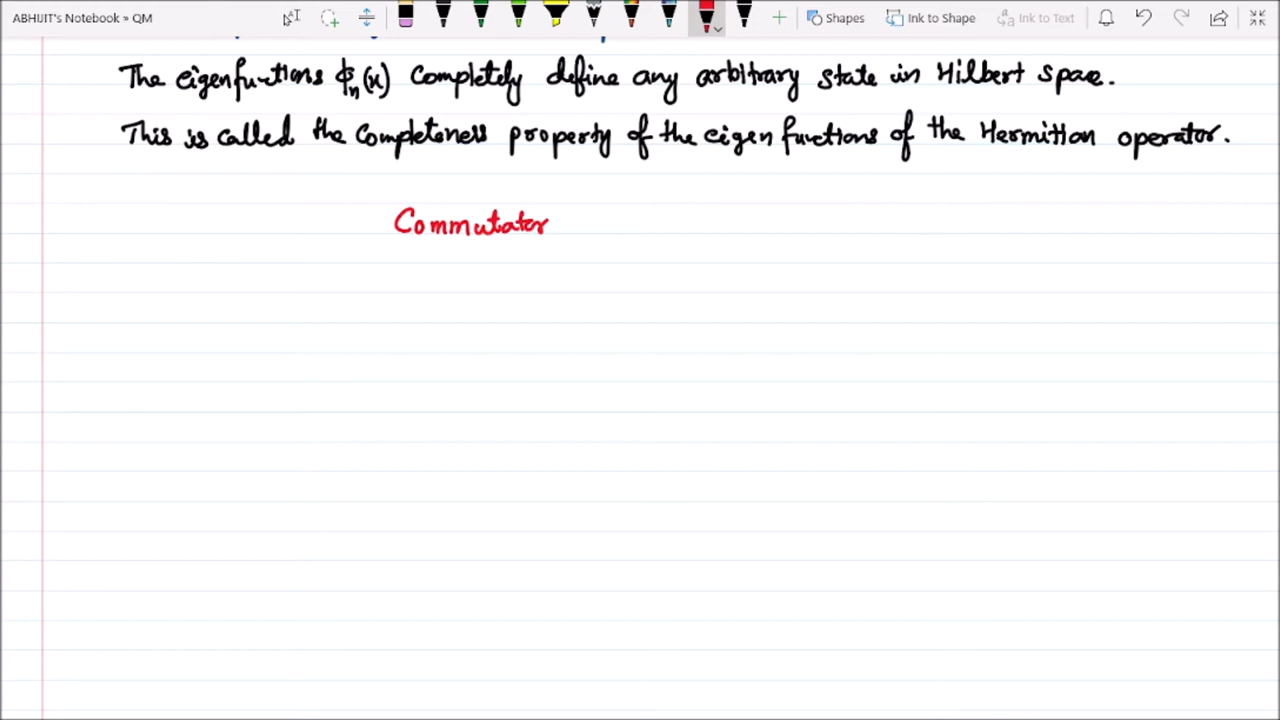 ABHIJIT's Notebook » QM
Shapes
Ink to Shape
Ink to Text
The eigenfunctions ϕn(x) completely define any arbitrary state in Hilbert space.
This is called the completeness property of the eigen functions of the Hermitian operator.
Commutator